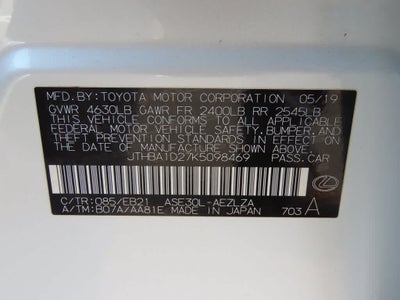 MFD.BY:TOYOTA MOTOR CORPORATION 05/19
GVWR 4630LB GAWR FR 2400LB RR 2545LB
THIS VEHICLE CONFORMS TO ALL APPLICABLE
FEDERAL MOTOR VEHICLE SAFETY, BUMPER, AND
THEFT PREVENTION STANDARDS IN EFFECT ON
THE DATE OF MANUFACTURE SHOWN ABOVE.
JTHBA1D27K5098469 PASS.CAR
C/TR: 085/EB21 ASE30L-AEZLZA
A/TM: B07A/AA81E MADE IN JAPAN 703 A